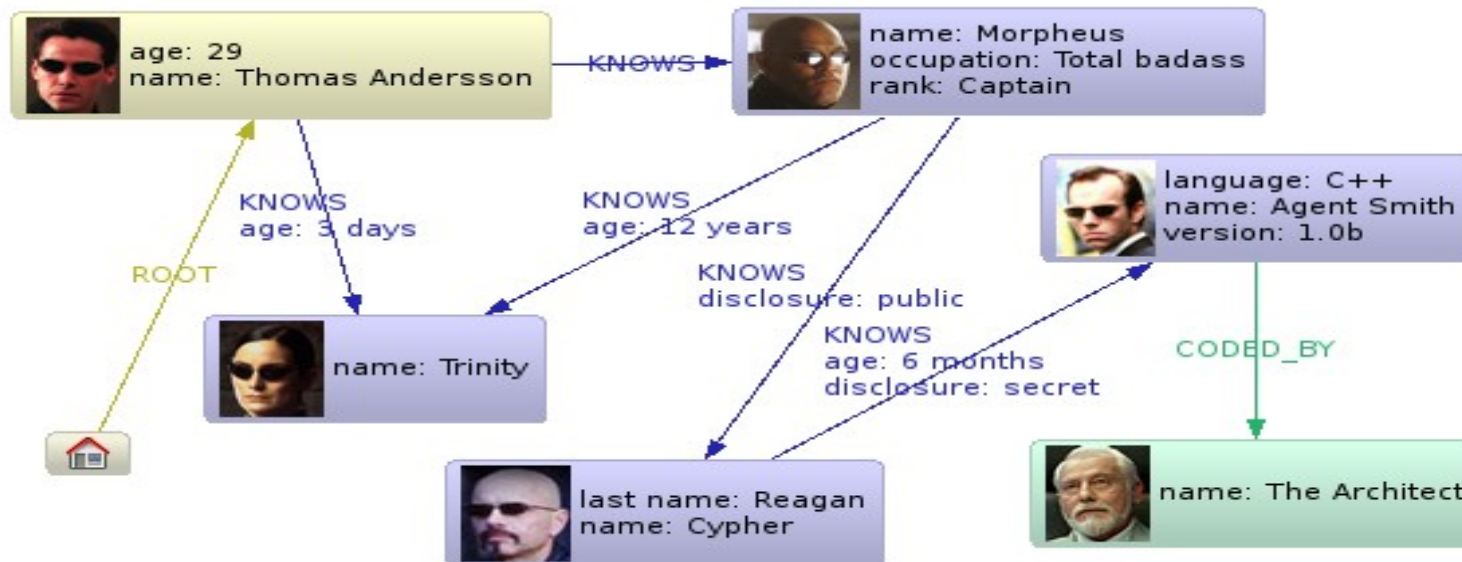 age: 29
name: Thomas Andersson
KNOWS
name: Morpheus
occupation: Total badass
rank: Captain
language: C++
name: Agent Smith
version: 1.0b
KNOWS
age: 3 days
KNOWS
age: 12 years
ROOT
KNOWS
disclosure: public
KNOWS
age: 6 months
disclosure: secret
CODED_BY
name: Trinity
last name: Reagan
name: Cypher
name: The Architect